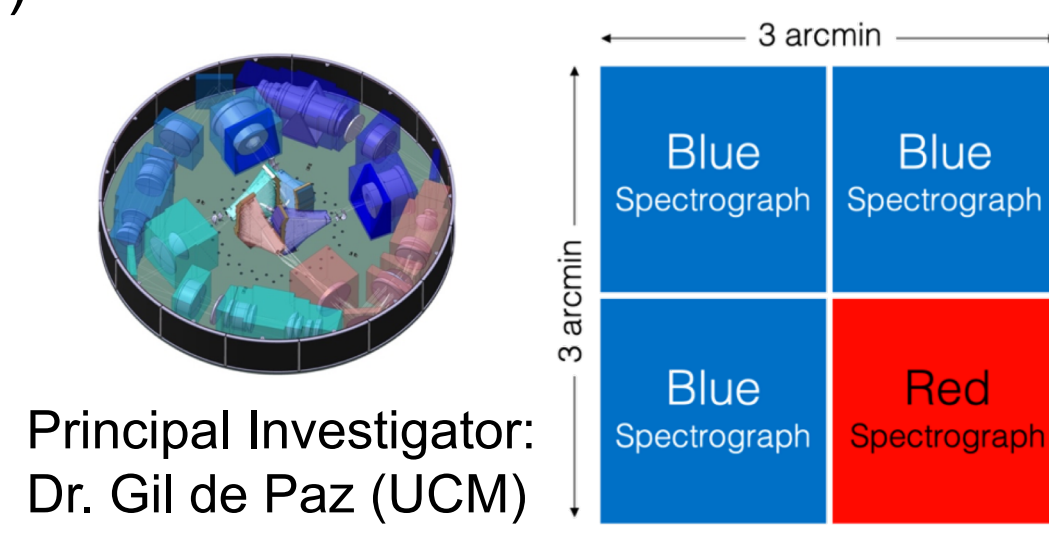 )
3 arcmin
3 arcmin
Blue
Spectrograph
Blue
Spectrograph
Blue
Spectrograph
Red
Spectrograph
Principal Investigator:
Dr. Gil de Paz (UCM)